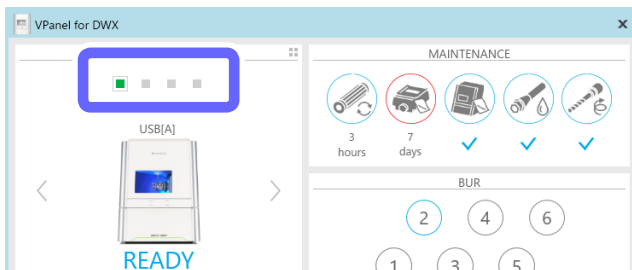 VPanel for DWX
x
MAINTENANCE
USB[A]
3
hours
7
days
READY
BUR
2 4 6
1 3 5